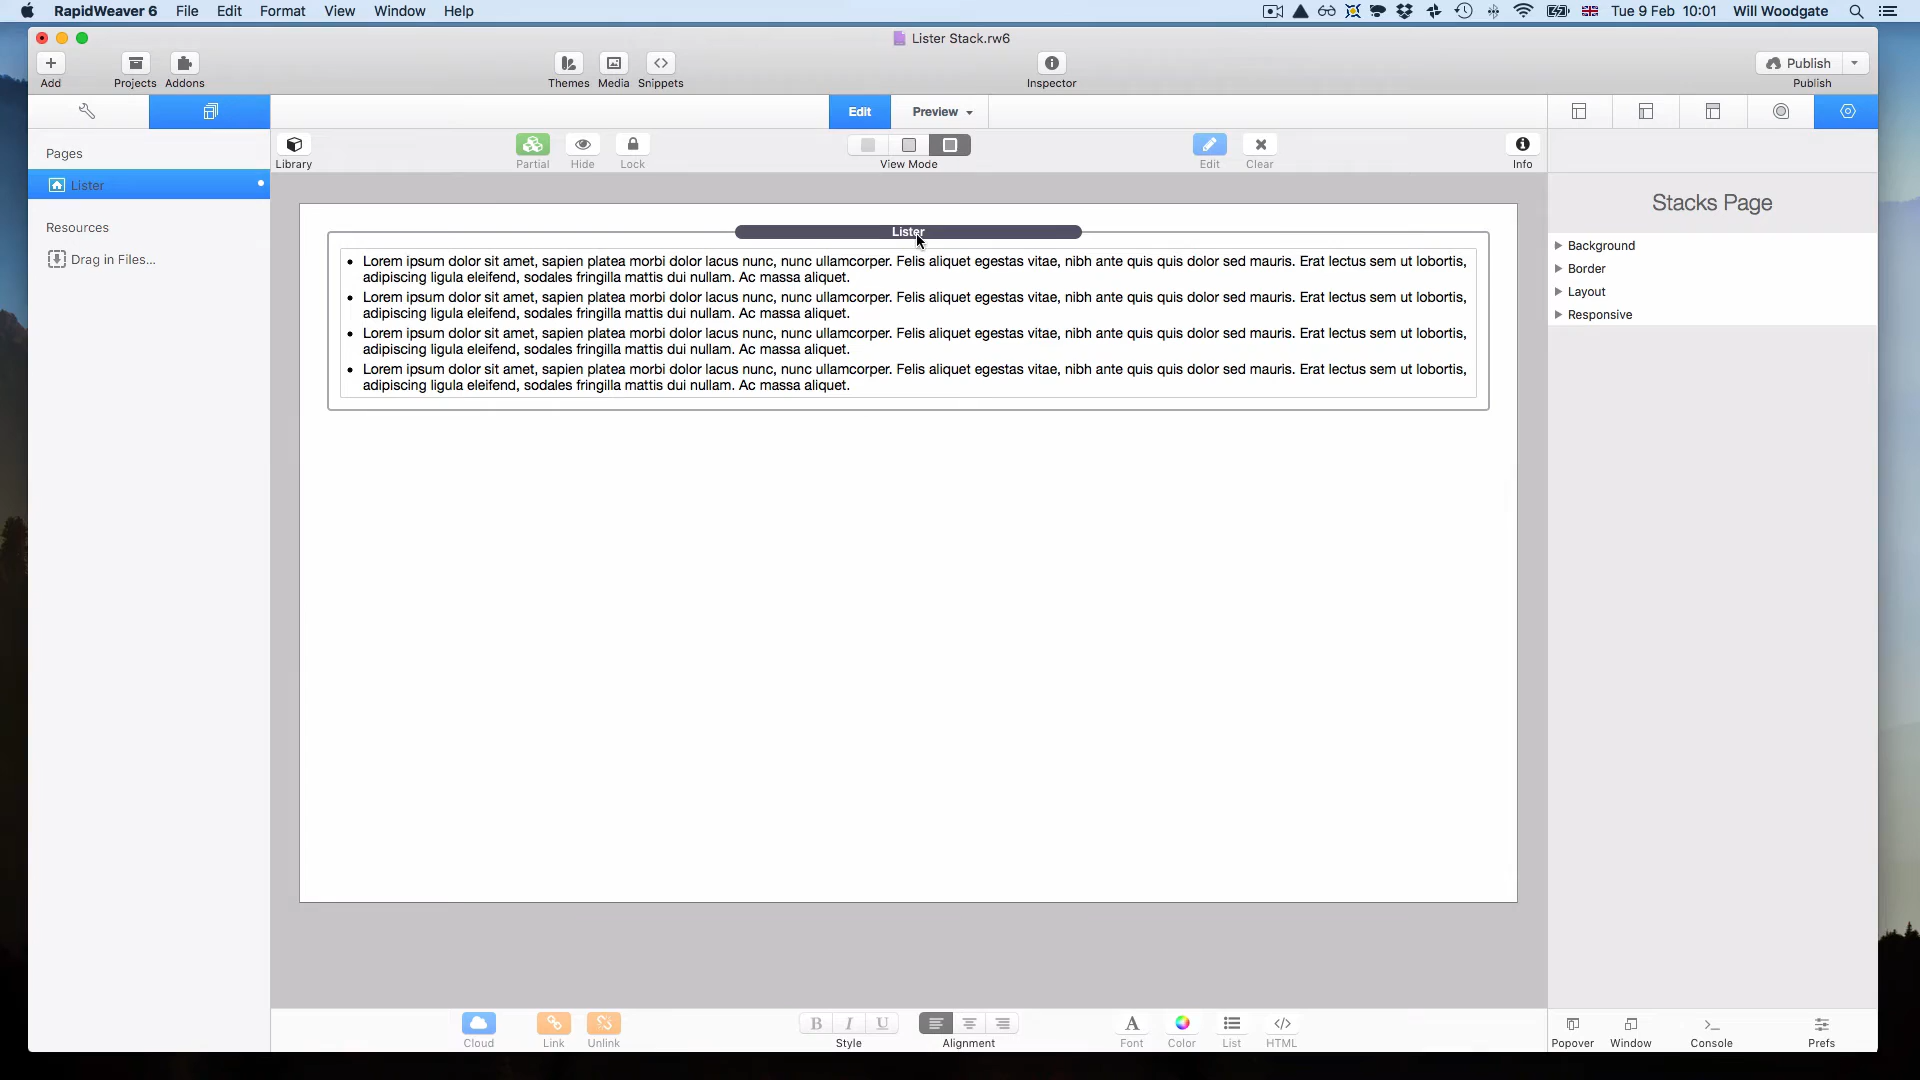 RapidWeaver 6 File Edit Format View Window Help Tue 9 Feb 10:01 Will Woodgate
Lister Stack.rw6
Add Projects Addons Themes Media Snippets Inspector Publish
Publish
Edit Preview
Library Partial Hide Lock View Mode Edit Clear Info
Pages
Lister
Resources
Drag in Files...
Lister
• Lorem ipsum dolor sit amet, sapien platea morbi dolor lacus nunc, nunc ullamcorper. Felis aliquet egestas vitae, nibh ante quis quis dolor sed mauris. Erat lectus sem ut lobortis,
adipiscing ligula eleifend, sodales fringilla mattis dui nullam. Ac massa aliquet.
• Lorem ipsum dolor sit amet, sapien platea morbi dolor lacus nunc, nunc ullamcorper. Felis aliquet egestas vitae, nibh ante quis quis dolor sed mauris. Erat lectus sem ut lobortis,
adipiscing ligula eleifend, sodales fringilla mattis dui nullam. Ac massa aliquet.
• Lorem ipsum dolor sit amet, sapien platea morbi dolor lacus nunc, nunc ullamcorper. Felis aliquet egestas vitae, nibh ante quis quis dolor sed mauris. Erat lectus sem ut lobortis,
adipiscing ligula eleifend, sodales fringilla mattis dui nullam. Ac massa aliquet.
• Lorem ipsum dolor sit amet, sapien platea morbi dolor lacus nunc, nunc ullamcorper. Felis aliquet egestas vitae, nibh ante quis quis dolor sed mauris. Erat lectus sem ut lobortis,
adipiscing ligula eleifend, sodales fringilla mattis dui nullam. Ac massa aliquet.
Stacks Page
Background
Border
Layout
Responsive
B I U A
Cloud Link Unlink Style Alignment Font Color List HTML Popover Window Console Prefs